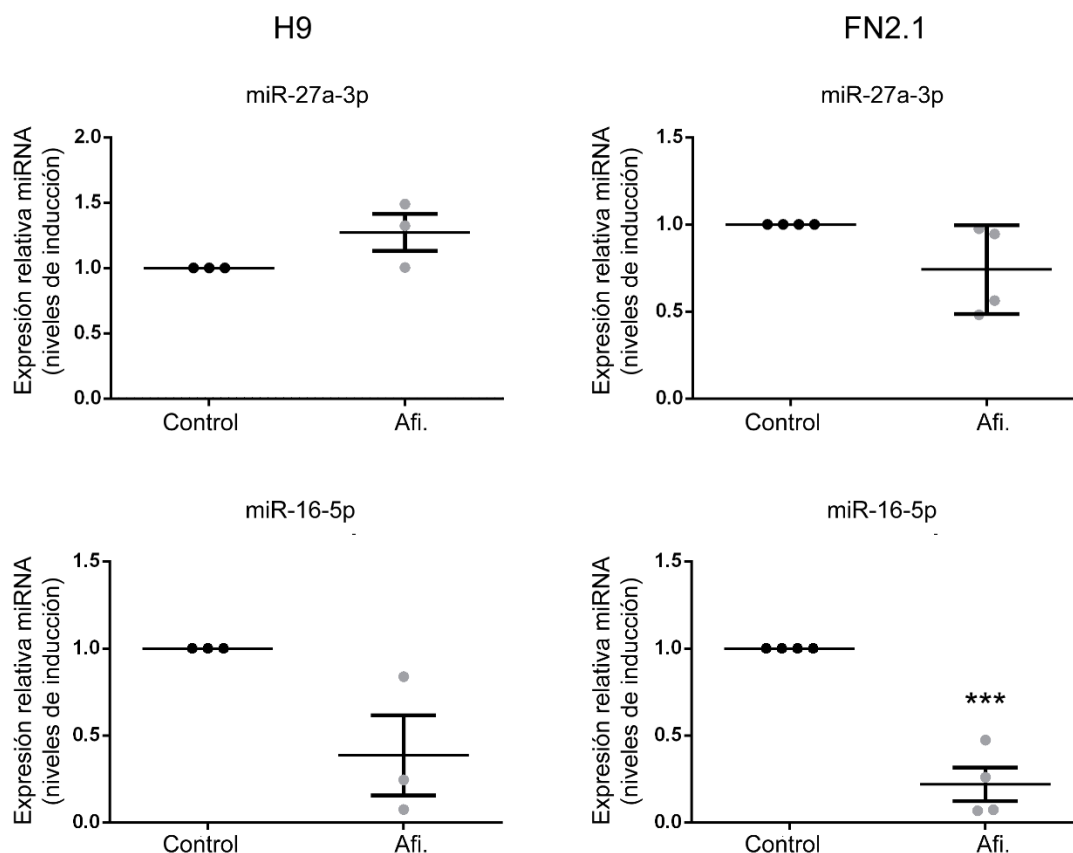 H9
FN2.1
miR-27a-3p
Expresión relativa miRNA
(niveles de inducción)
2.0
1.5
1.0
0.5
0.0
Control
Afi.
miR-27a-3p
Expresión relativa miRNA
(niveles de inducción)
1.5
1.0
0.5
0.0
Control
Afi.
miR-16-5p
Expresión relativa miRNA
(niveles de inducción)
1.5
1.0
0.5
0.0
Control
Afi.
miR-16-5p
Expresión relativa miRNA
(niveles de inducción)
1.5
1.0
0.5
0.0
***
Control
Afi.